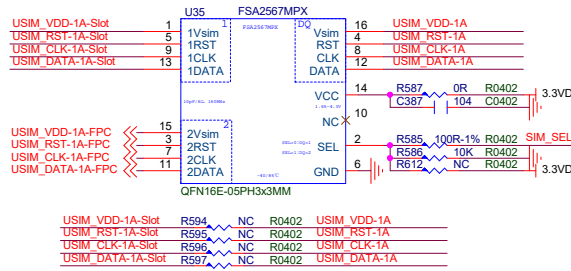 U35 FSA2567MPX
USIM_VDD-1A-Slot 1 1Vsim 1 FSA2567MPX DQ Vsim 16 USIM_VDD-1A
USIM_RST-1A-Slot 5 1RST RST 4 USIM_RST-1A
USIM_CLK-1A-Slot 9 1CLK CLK 8 USIM_CLK-1A
USIM_DATA-1A-Slot 13 1DATA DATA 12 USIM_DATA-1A
VCC 14 R587 0R R0402 3.3VD
C387 104 C0402
NC 10
USIM_VDD-1A-FPC 15 2Vsim 2
USIM_RST-1A-FPC 3 2RST SEL 2 R585 100R-1% R0402 SIM_SEL
USIM_CLK-1A-FPC 7 2CLK R586 10K R0402
USIM_DATA-1A-FPC 11 2DATA GND 6 R612 NC R0402 3.3VD
QFN16E-05PH3x3MM
USIM_VDD-1A-Slot R594 NC R0402 USIM_VDD-1A
USIM_RST-1A-Slot R595 NC R0402 USIM_RST-1A
USIM_CLK-1A-Slot R596 NC R0402 USIM_CLK-1A
USIM_DATA-1A-Slot R597 NC R0402 USIM_DATA-1A